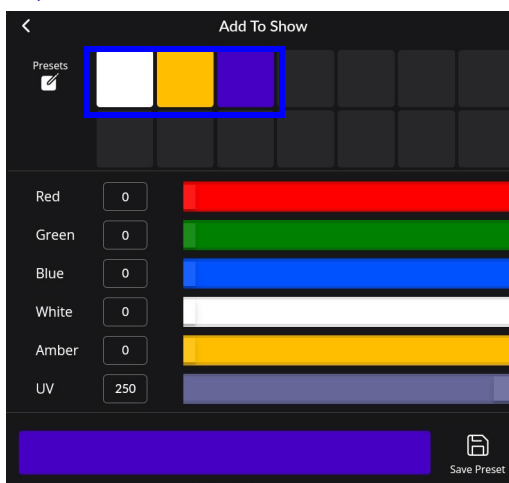 Add To Show
Presets
Red 0
Green 0
Blue 0
White 0
Amber 0
UV 250
Save Preset